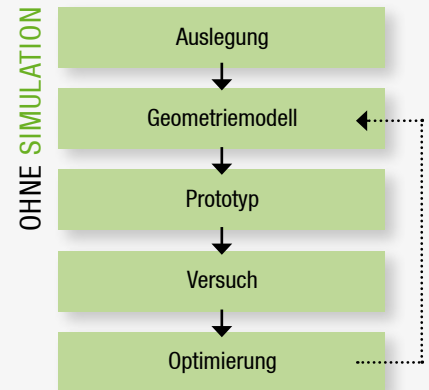 OHNE SIMULATION
Auslegung
Geometriemodell
Prototyp
Versuch
Optimierung